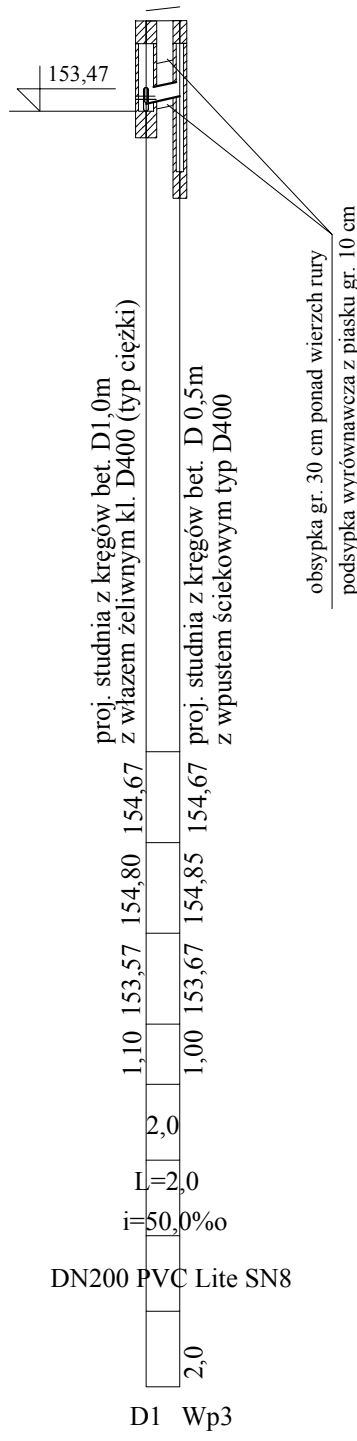 153,47
obsypka gr. 30 cm ponad wierzch rury
podsypka wyrównawcza z piasku gr. 10 cm
proj. studnia z kręgów bet. D1,0m
z włazem żeliwnym kl. D400 (typ ciężki)
proj. studnia z kręgów bet. D 0,5m
z wpustem ściekowym typ D400
154,67
154,67
154,80
154,85
153,57
153,67
1,10
1,00
2,0
L=2,0
i=50,0%o
DN200 PVC Lite SN8
2,0
D1 Wp3